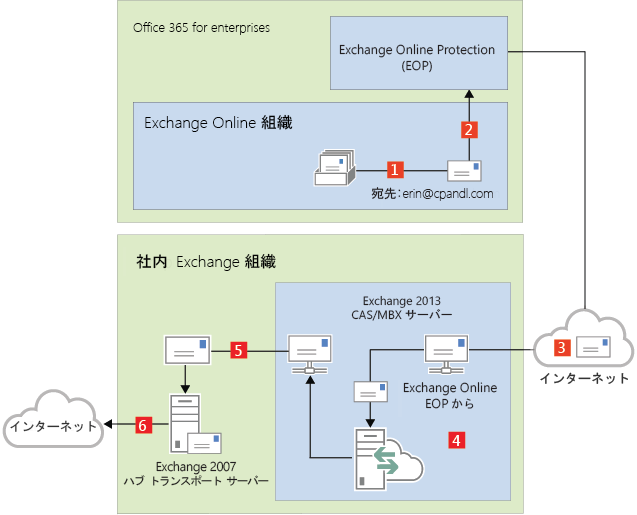 Office 365 for enterprises
Exchange Online Protection
(EOP)
Exchange Online 組織
2
1
宛先：erin@cpandl.com
社内 Exchange 組織
Exchange 2013
CAS/MBX サーバー
5
3
インターネット
Exchange Online
EOP から
インターネット
6
4
Exchange 2007
ハブ トランスポート サーバー